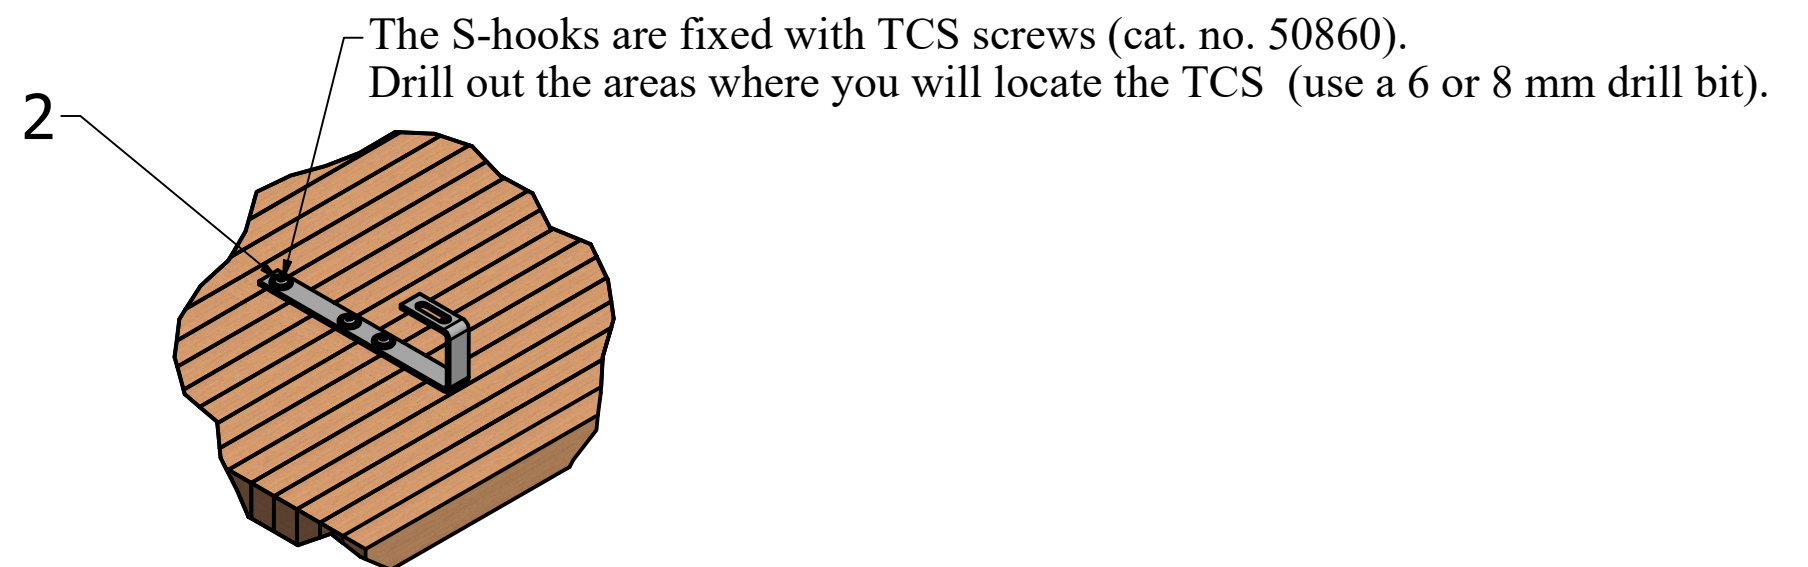 The S-hooks are fixed with TCS screws (cat. no. 50860).
Drill out the areas where you will locate the TCS  (use a 6 or 8 mm drill bit).
2